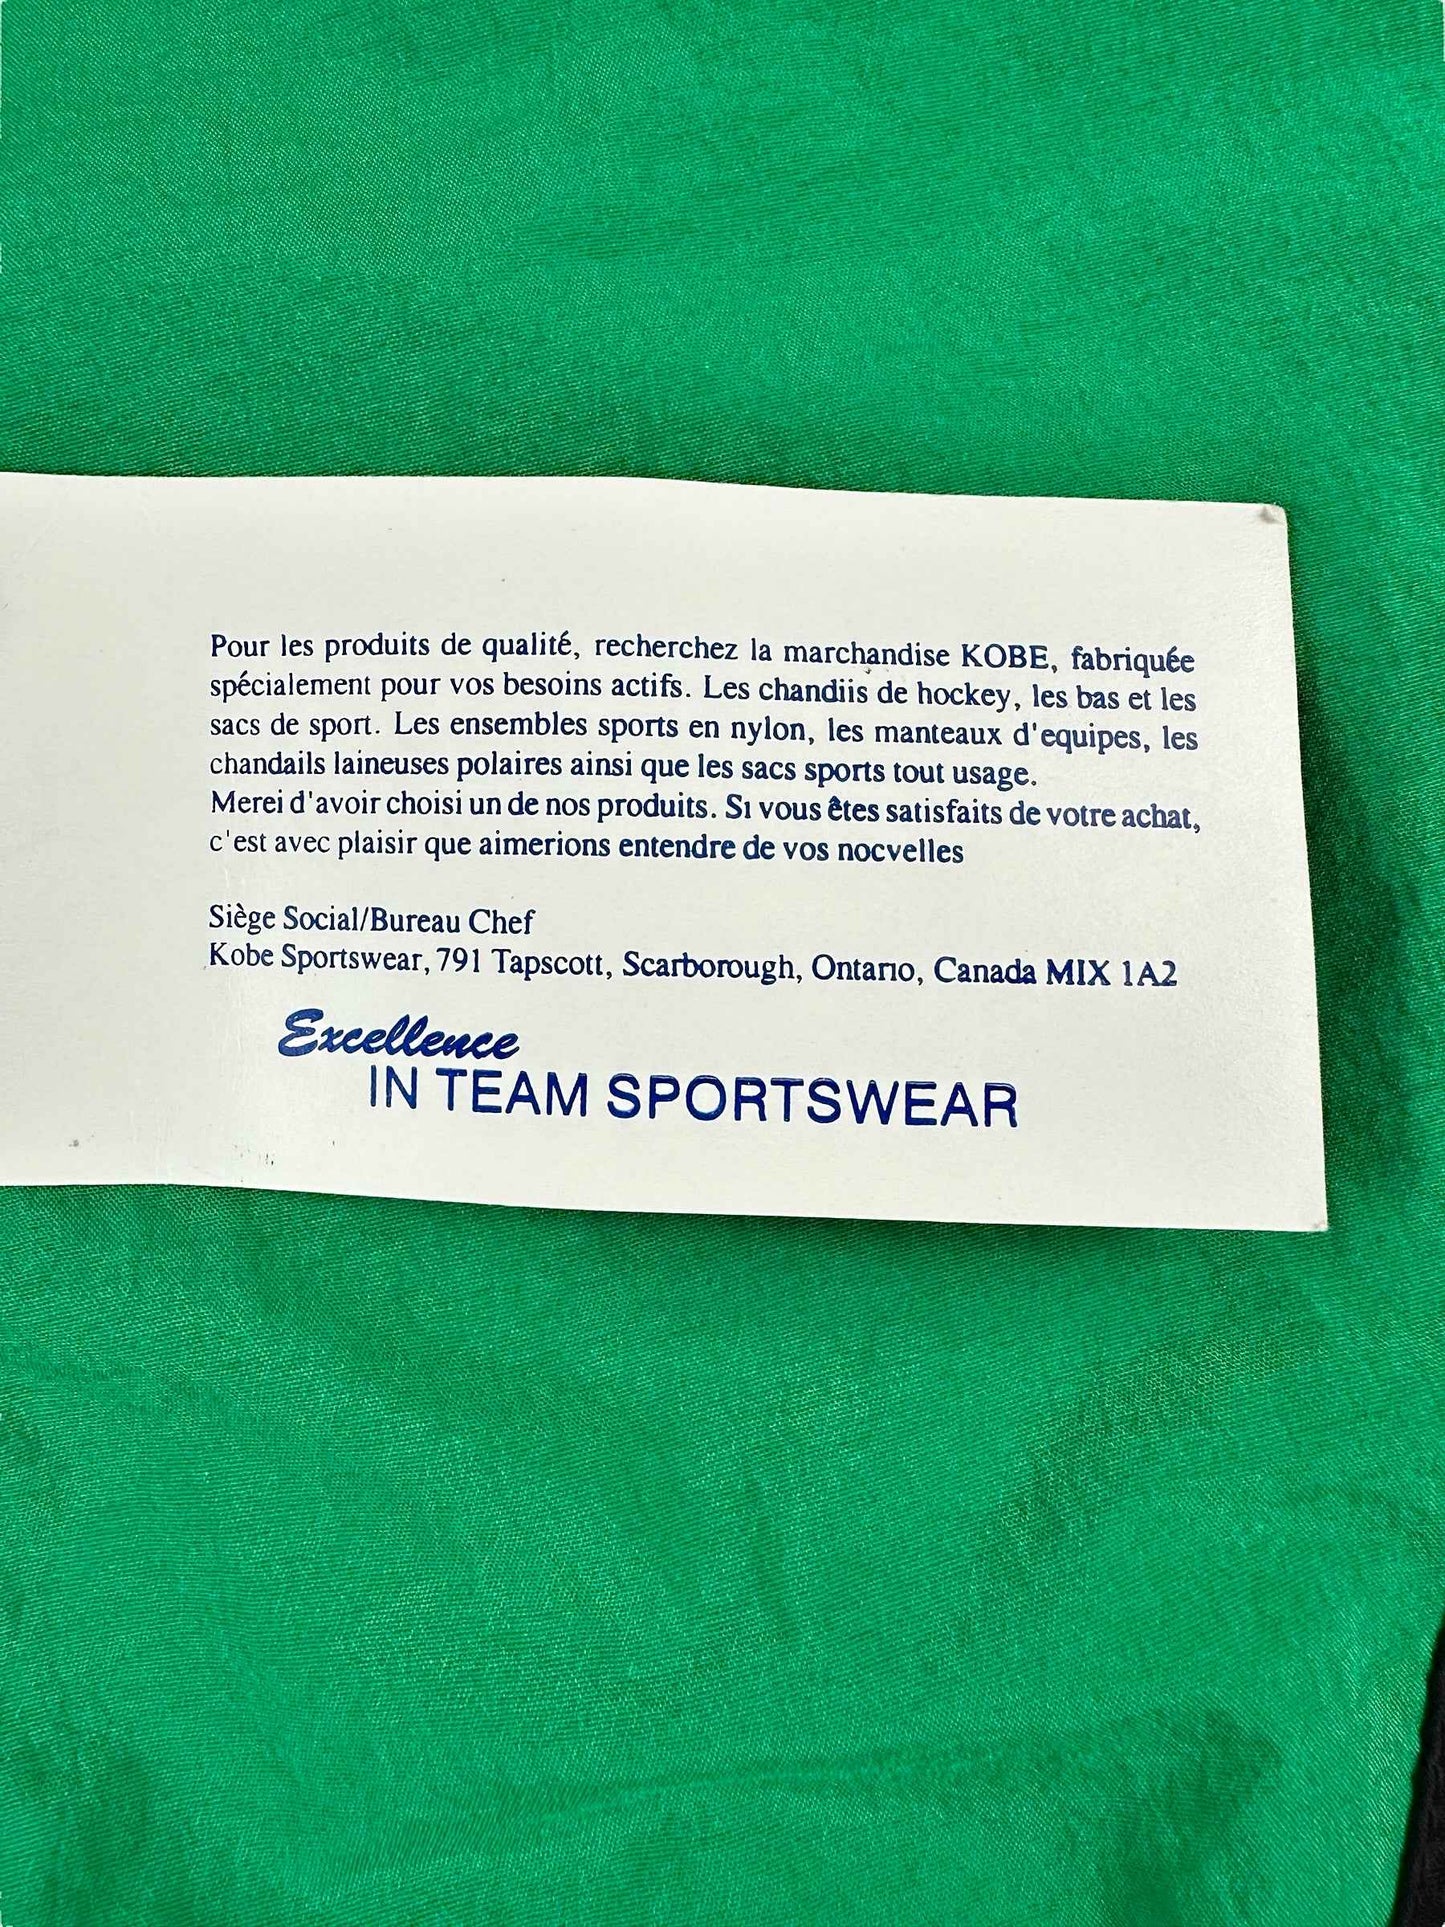 Pour les produits de qualité, recherchez la marchandise KOBE, fabriquée
spécialement pour vos besoins actifs. Les chandiis de hockey, les bas et les
sacs de sport. Les ensembles sports en nylon, les manteaux d'equipes, les
chandails laineuses polaires ainsi que les sacs sports tout usage.
Merei d'avoir choisi un de nos produits. Si vous êtes satisfaits de votre achat,
c'est avec plaisir que aimerions entendre de vos nocvelles
Siège Social/Bureau Chef
Kobe Sportswear, 791 Tapscott, Scarborough, Ontario, Canada MIX 1A2
Excellence
IN TEAM SPORTSWEAR